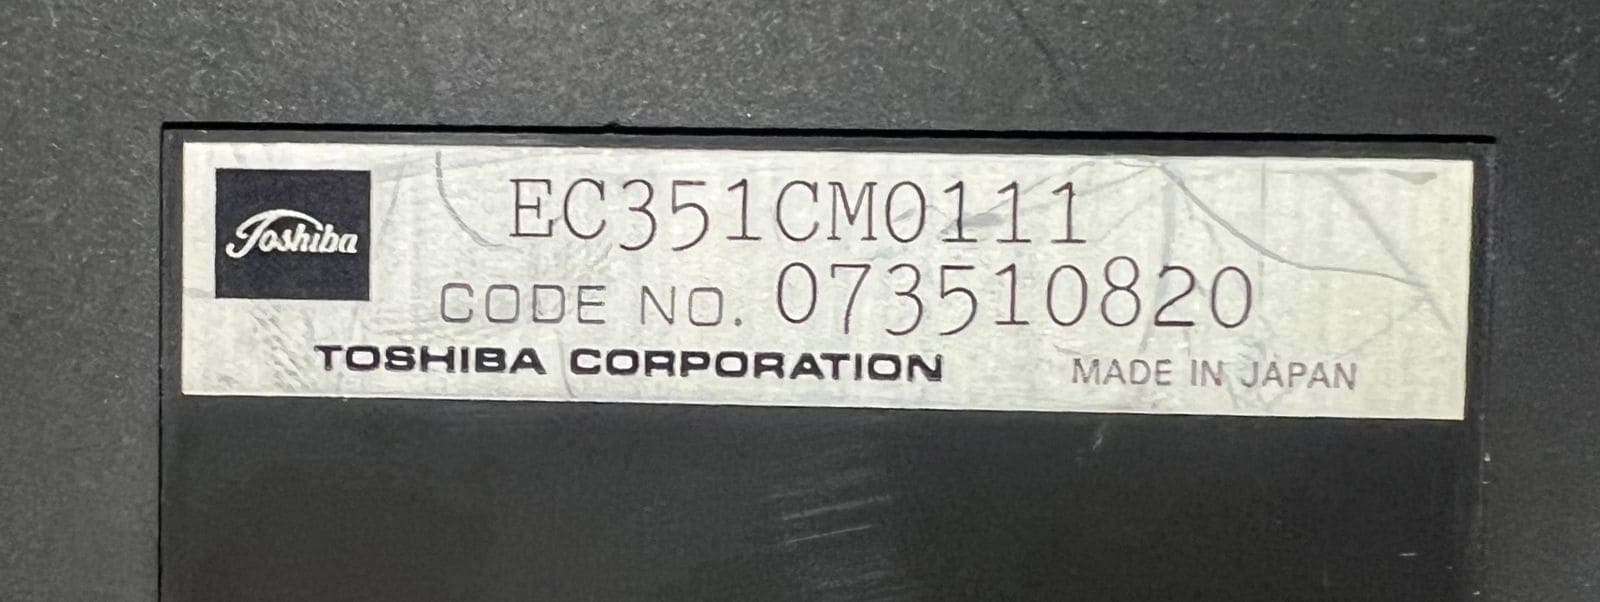 Toshiba
EC351CM0111
CODE NO. 073510820
TOSHIBA CORPORATION MADE IN JAPAN